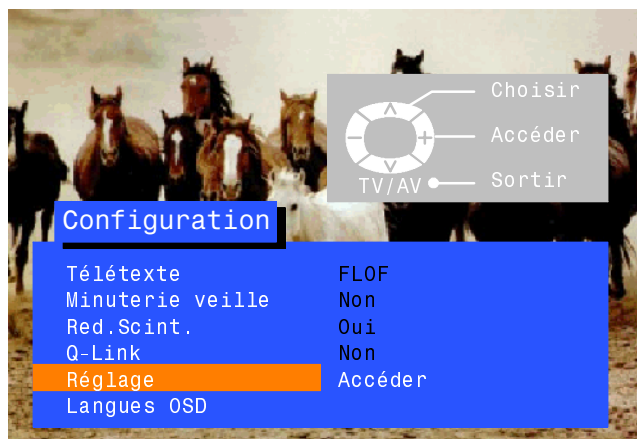 Choisir
Accéder
TV/AV Sortir
Configuration
Télétexte FLOF
Minuterie veille Non
Red.Scint. Oui
Q-Link Non
Réglage Accéder
Langues OSD